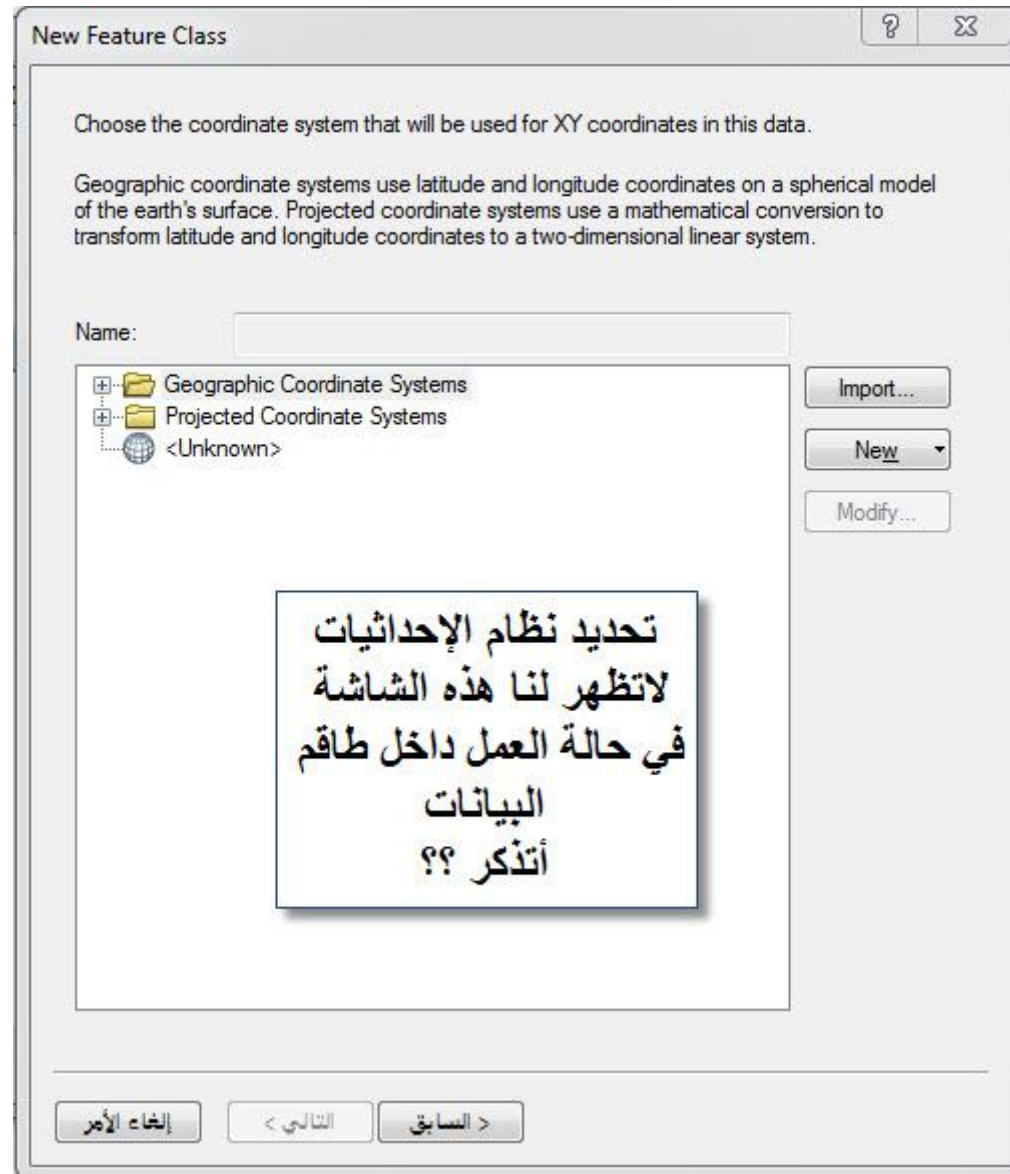 New Feature Class
Choose the coordinate system that will be used for XY coordinates in this data.
Geographic coordinate systems use latitude and longitude coordinates on a spherical model
of the earth's surface. Projected coordinate systems use a mathematical conversion to
transform latitude and longitude coordinates to a two-dimensional linear system.
Name:
Geographic Coordinate Systems
Projected Coordinate Systems
<Unknown>
Import...
New
Modify...
تحديد نظام الإحداثيات
لاتظهر لنا هذه الشاشة
في حالة العمل داخل طاقم
البيانات
أتذكر ؟؟
< السابق
التالي >
إلغاء الأمر